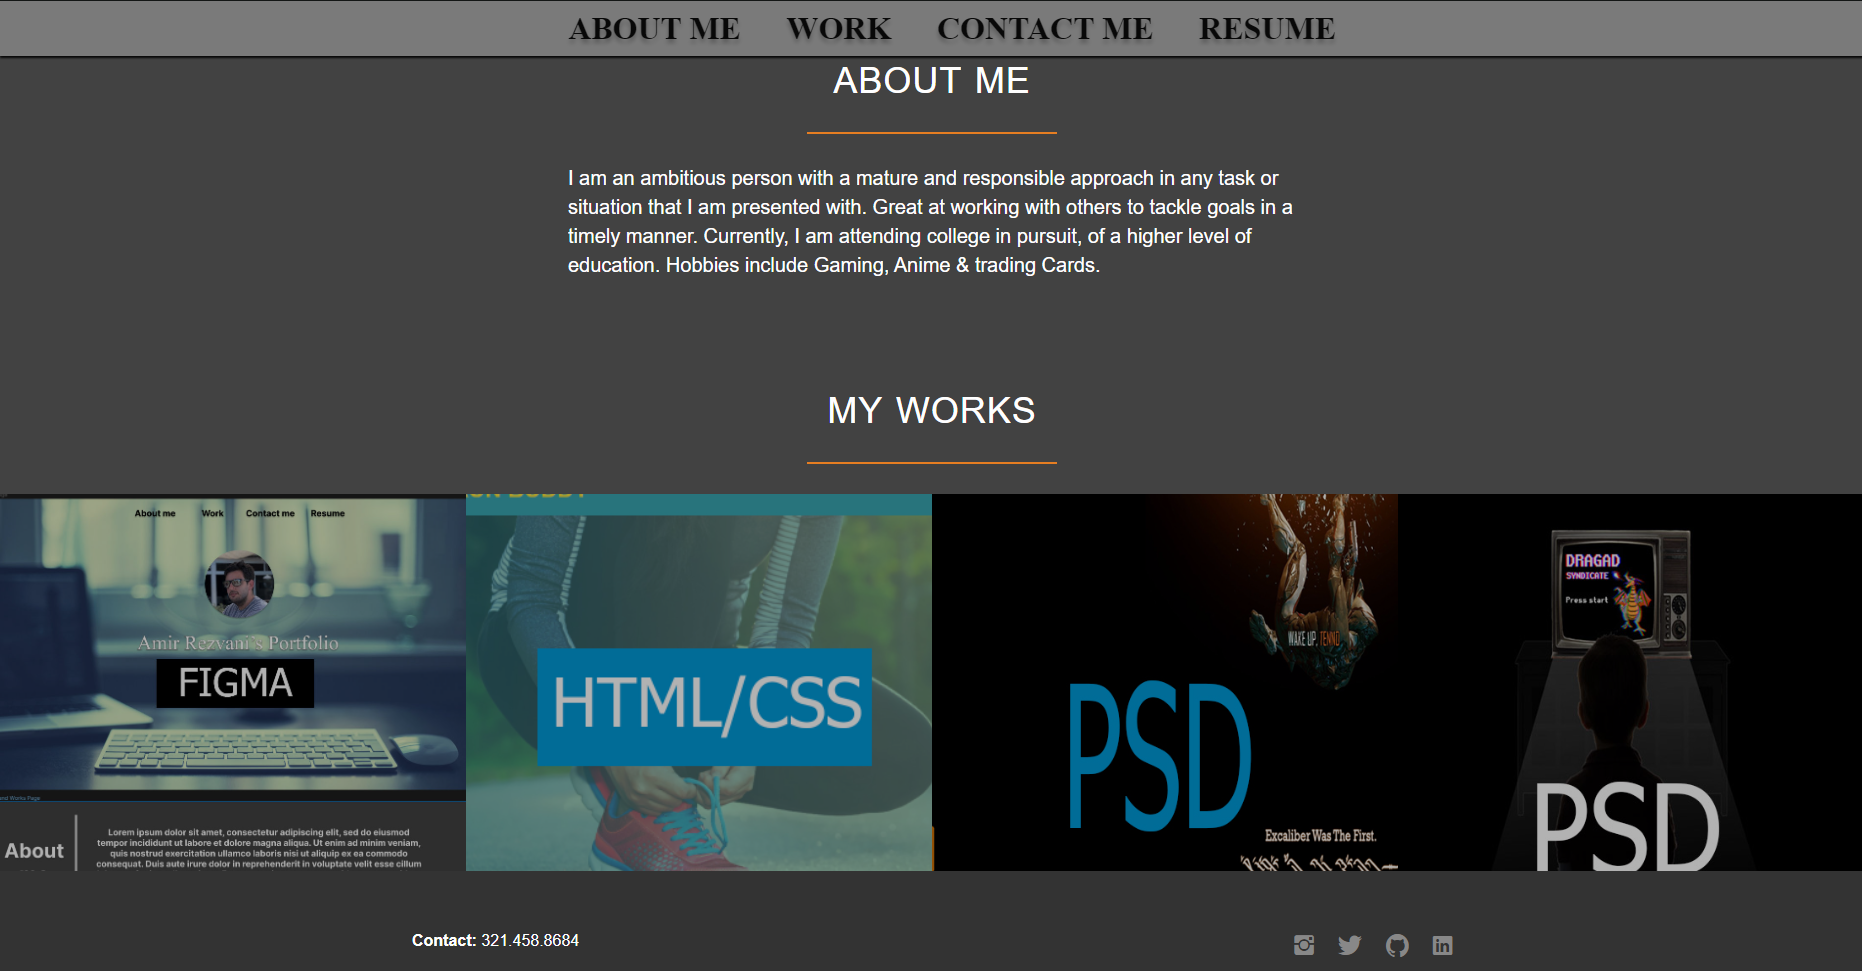 ABOUT ME WORK CONTACT ME RESUME
ABOUT ME
I am an ambitious person with a mature and responsible approach in any task or
situation that I am presented with. Great at working with others to tackle goals in a
timely manner. Currently, I am attending college in pursuit, of a higher level of
education. Hobbies include Gaming, Anime & trading Cards.
MY WORKS
About me Work Contact me Resume
Amir Rezvani's Portfolio
FIGMA
and Works Page
About
Lorem ipsum dolor sit amet, consectetur adipiscing elit, sed do eiusmod
tempor incididunt ut labore et dolore magna aliqua. Ut enim ad minim veniam,
quis nostrud exercitation ullamco laboris nisi ut aliquip ex ea commodo
consequat. Duis aute irure dolor in reprehenderit in voluptate velit esse cillum
HTML/CSS
WAKE UP, TENNO
PSD
Excaliber Was The First.
DRAGAD
SYNDICATE
Press start
PSD
Contact: 321.458.8684